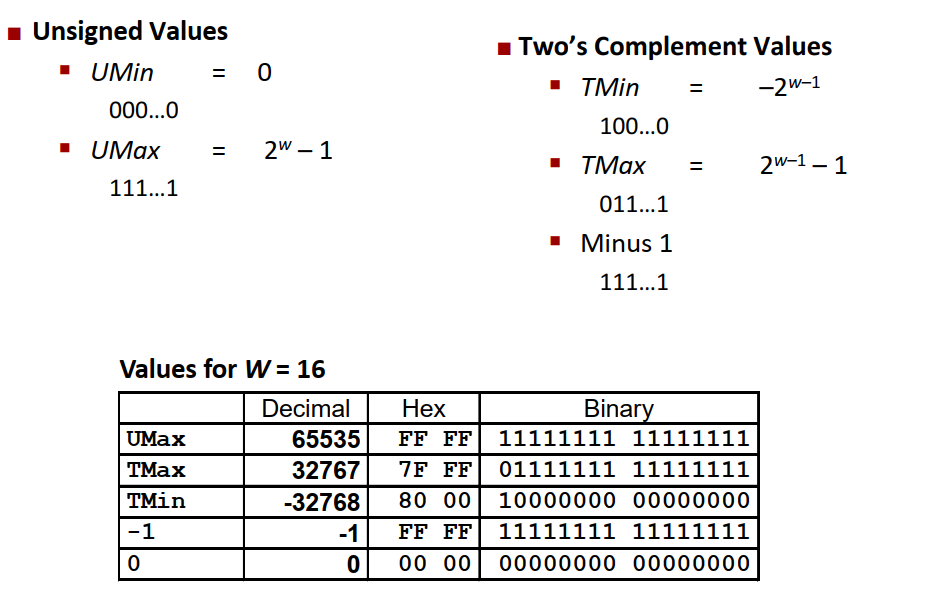 Unsigned Values
UMin = 0
000…0
UMax = 2^w – 1
111…1
Two’s Complement Values
TMin = –2^w–1
100…0
TMax = 2^w–1 – 1
011…1
Minus 1
111…1
Values for W = 16
Decimal Hex Binary
UMax 65535 FF FF 11111111 11111111
TMax 32767 7F FF 01111111 11111111
TMin -32768 80 00 10000000 00000000
-1 -1 FF FF 11111111 11111111
0 0 00 00 00000000 00000000